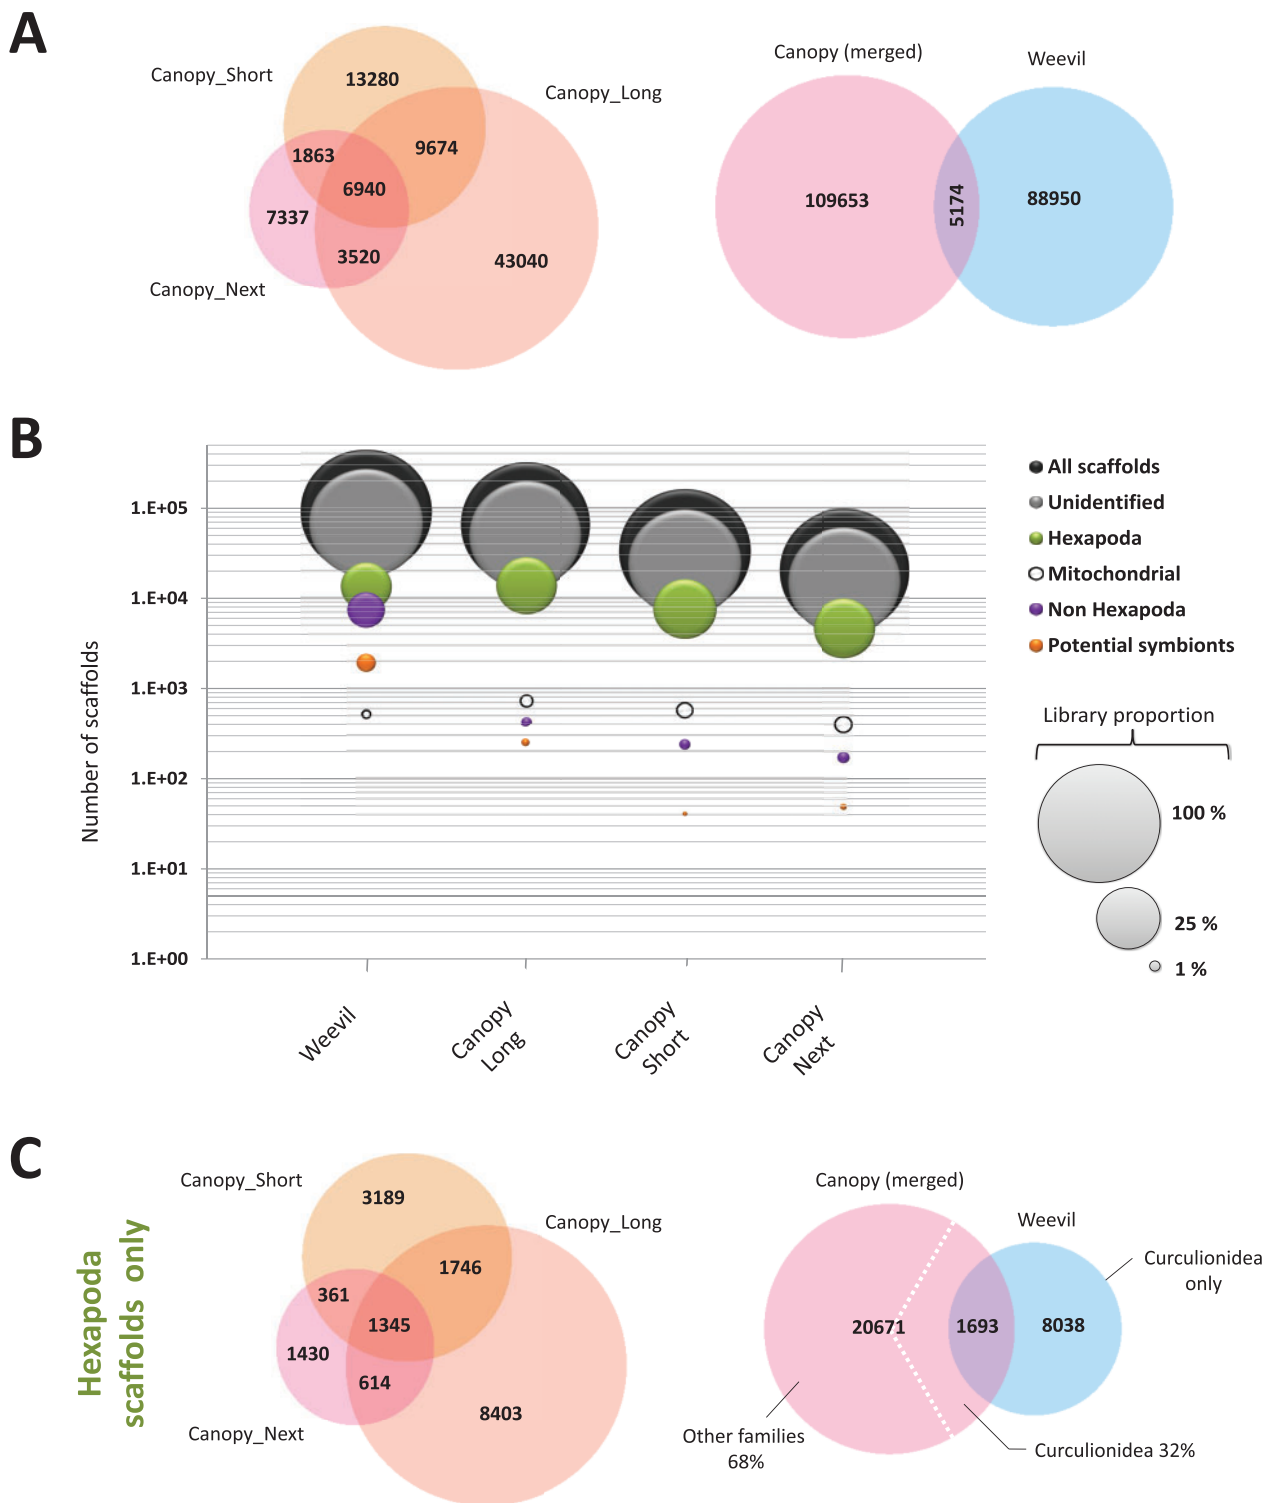 A
Canopy_Short
13280
Canopy_Long
1863
9674
6940
7337
3520
43040
Canopy_Next
Canopy (merged)
Weevil
109653
5174
88950
B
Number of scaffolds
1.E+05
1.E+04
1.E+03
1.E+02
1.E+01
1.E+00
Weevil
Canopy
Long
Canopy
Short
Canopy
Next
All scaffolds
Unidentified
Hexapoda
Mitochondrial
Non Hexapoda
Potential symbionts
Library proportion
100 %
25 %
1 %
C
Hexapoda
scaffolds only
Canopy_Short
3189
Canopy_Long
1746
361
1345
1430
614
8403
Canopy_Next
Canopy (merged)
Weevil
Curculionidea
only
20671
1693
8038
Other families
68%
Curculionidea 32%